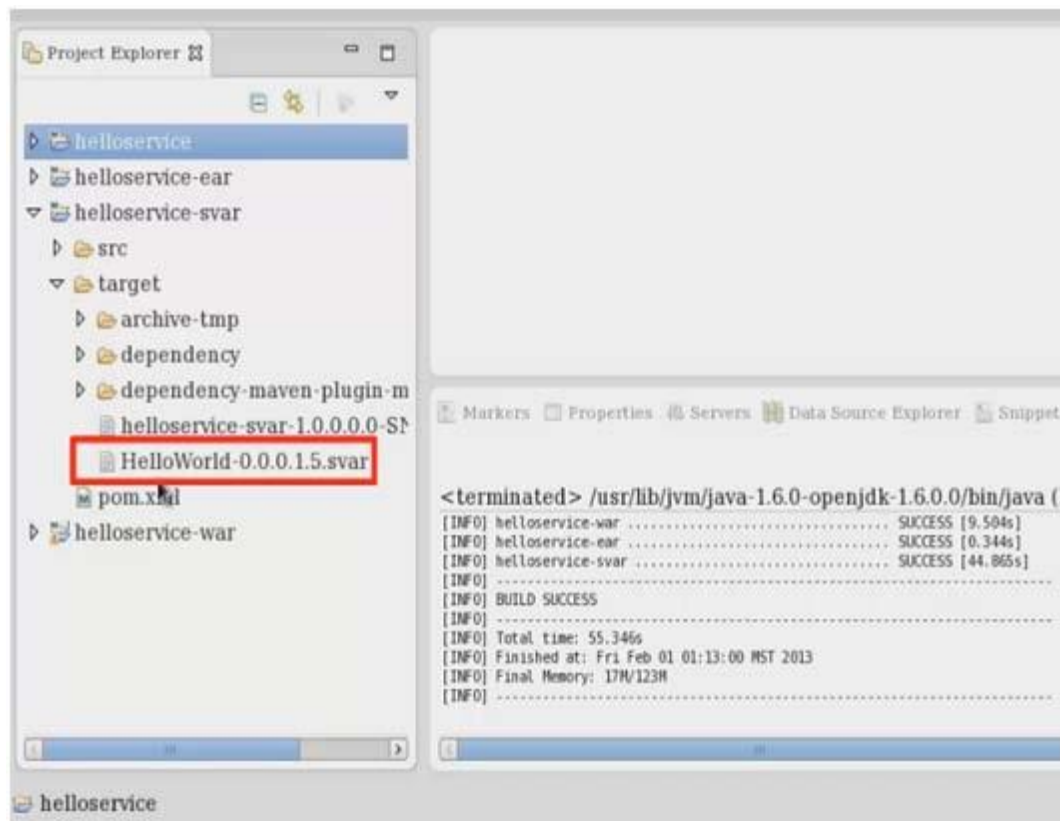 Project Explorer
helloservice
helloservice-ear
helloservice-svar
src
target
archive-tmp
dependency
dependency-maven-plugin-m
helloservice-svar-1.0.0.0.0-SN
HelloWorld-0.0.0.1.5.svar
pom.xml
helloservice-war
Markers Properties Servers Data Source Explorer Snippet
<terminated> /usr/lib/jvm/java-1.6.0-openjdk-1.6.0.0/bin/java (
[INFO] helloservice-war ................................. SUCCESS [9.504s]
[INFO] helloservice-ear ................................. SUCCESS [0.344s]
[INFO] helloservice-svar ................................ SUCCESS [44.865s]
[INFO] ------------------------------------------------------------------------
[INFO] BUILD SUCCESS
[INFO] ------------------------------------------------------------------------
[INFO] Total time: 55.346s
[INFO] Finished at: Fri Feb 01 01:13:00 MST 2013
[INFO] Final Memory: 17M/123M
[INFO] ------------------------------------------------------------------------
helloservice